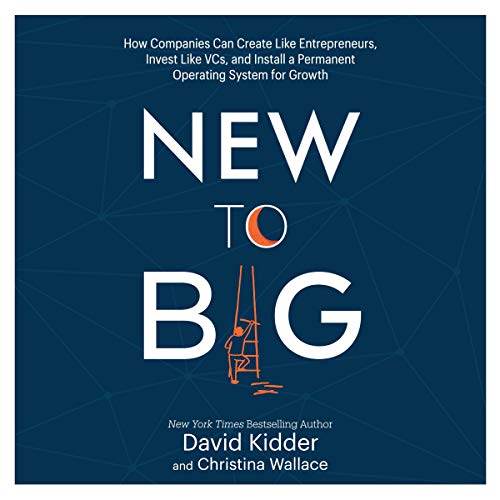 How Companies Can Create Like Entrepreneurs,
Invest Like VCs, and Install a Permanent
Operating System for Growth
NEW
TO
BIG
New York Times Bestselling Author
David Kidder
and Christina Wallace